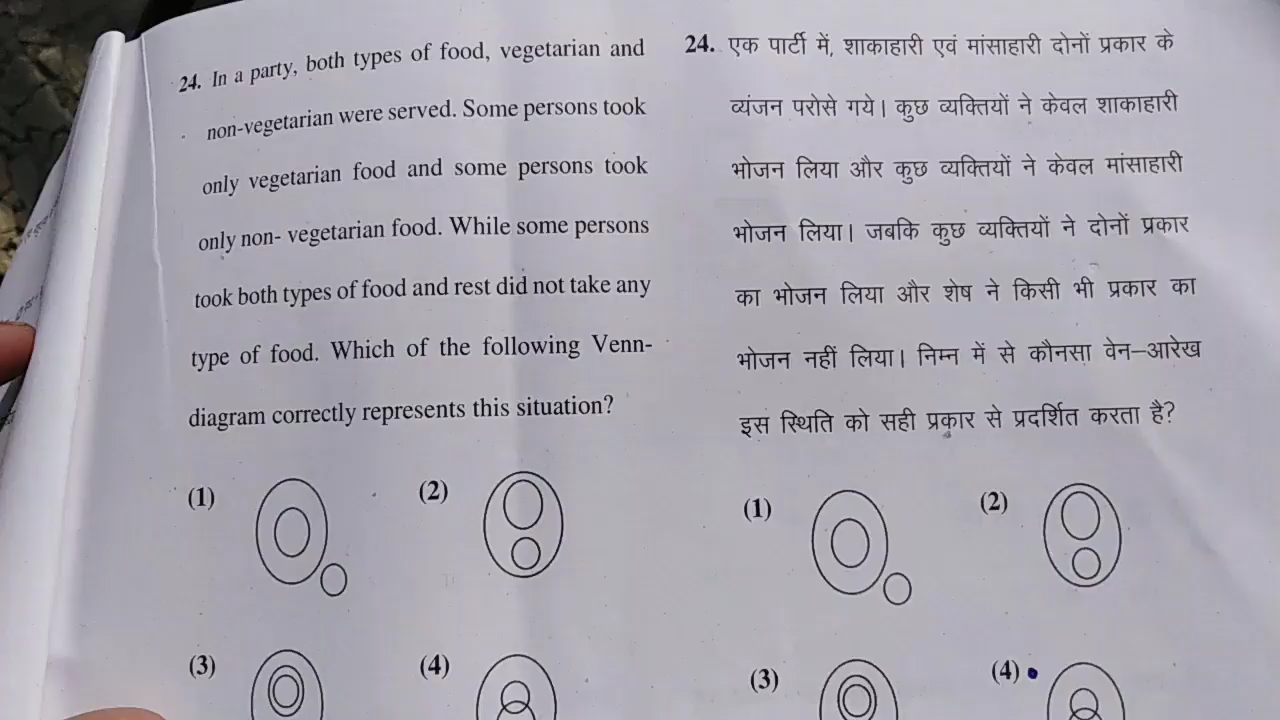 24. In a party, both types of food, vegetarian and
non-vegetarian were served. Some persons took
only vegetarian food and some persons took
only non- vegetarian food. While some persons
took both types of food and rest did not take any
type of food. Which of the following Venn-
diagram correctly represents this situation?
(1) (2)
(3) (4)
24. एक पार्टी में, शाकाहारी एवं मांसाहारी दोनों प्रकार के
व्यंजन परोसे गये। कुछ व्यक्तियों ने केवल शाकाहारी
भोजन लिया और कुछ व्यक्तियों ने केवल मांसाहारी
भोजन लिया। जबकि कुछ व्यक्तियों ने दोनों प्रकार
का भोजन लिया और शेष ने किसी भी प्रकार का
भोजन नहीं लिया। निम्न में से कौनसा वेन–आरेख
इस स्थिति को सही प्रकार से प्रदर्शित करता है?
(1) (2)
(3) (4)